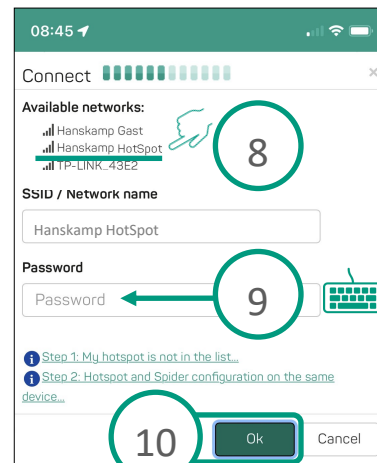 08:45
Connect
×
Available networks:
Hanskamp Gast
Hanskamp HotSpot
TP-LINK_43E2
8
SSID / Network name
Hanskamp HotSpot
Password
Password
9
Step 1: My hotspot is not in the list...
Step 2: Hotspot and Spider configuration on the same
device...
10
Ok
Cancel